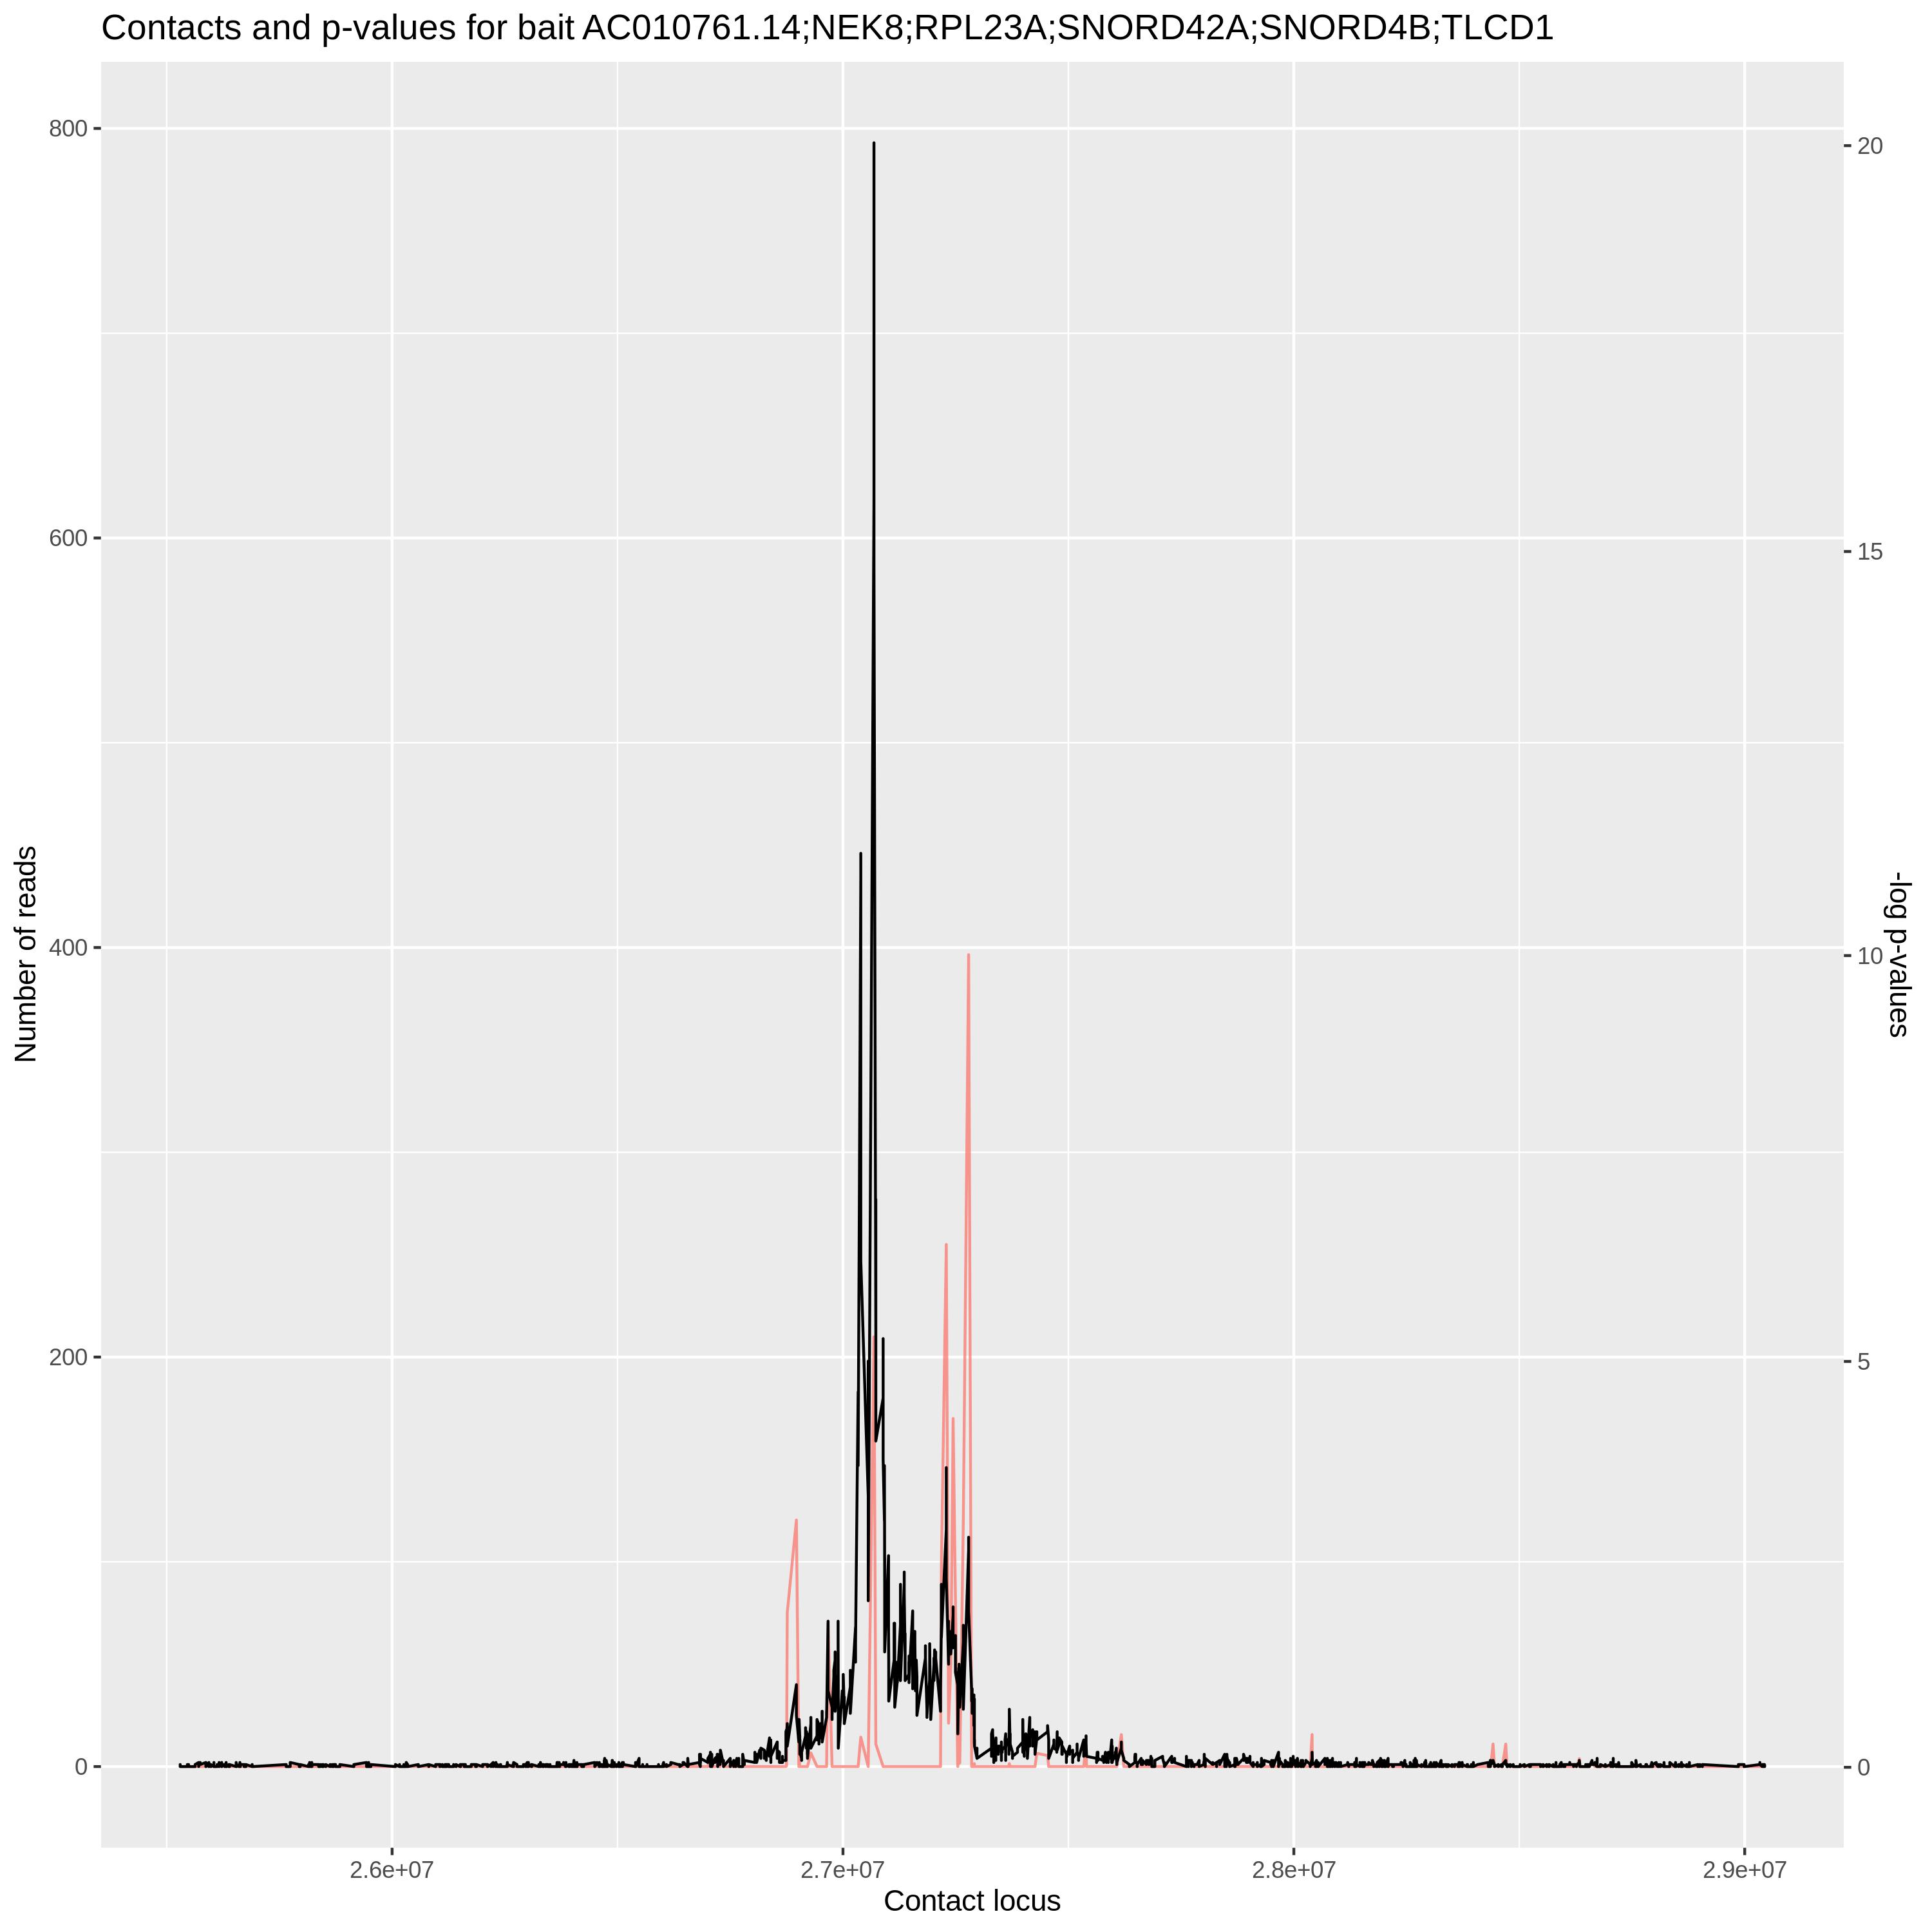 Contacts and p-values for bait AC010761.14;NEK8;RPL23A;SNORD42A;SNORD4B;TLCD1
800
600
400
200
0
Number of reads
20
15
10
5
0
-log p-values
2.6e+07
2.7e+07
2.8e+07
2.9e+07
Contact locus